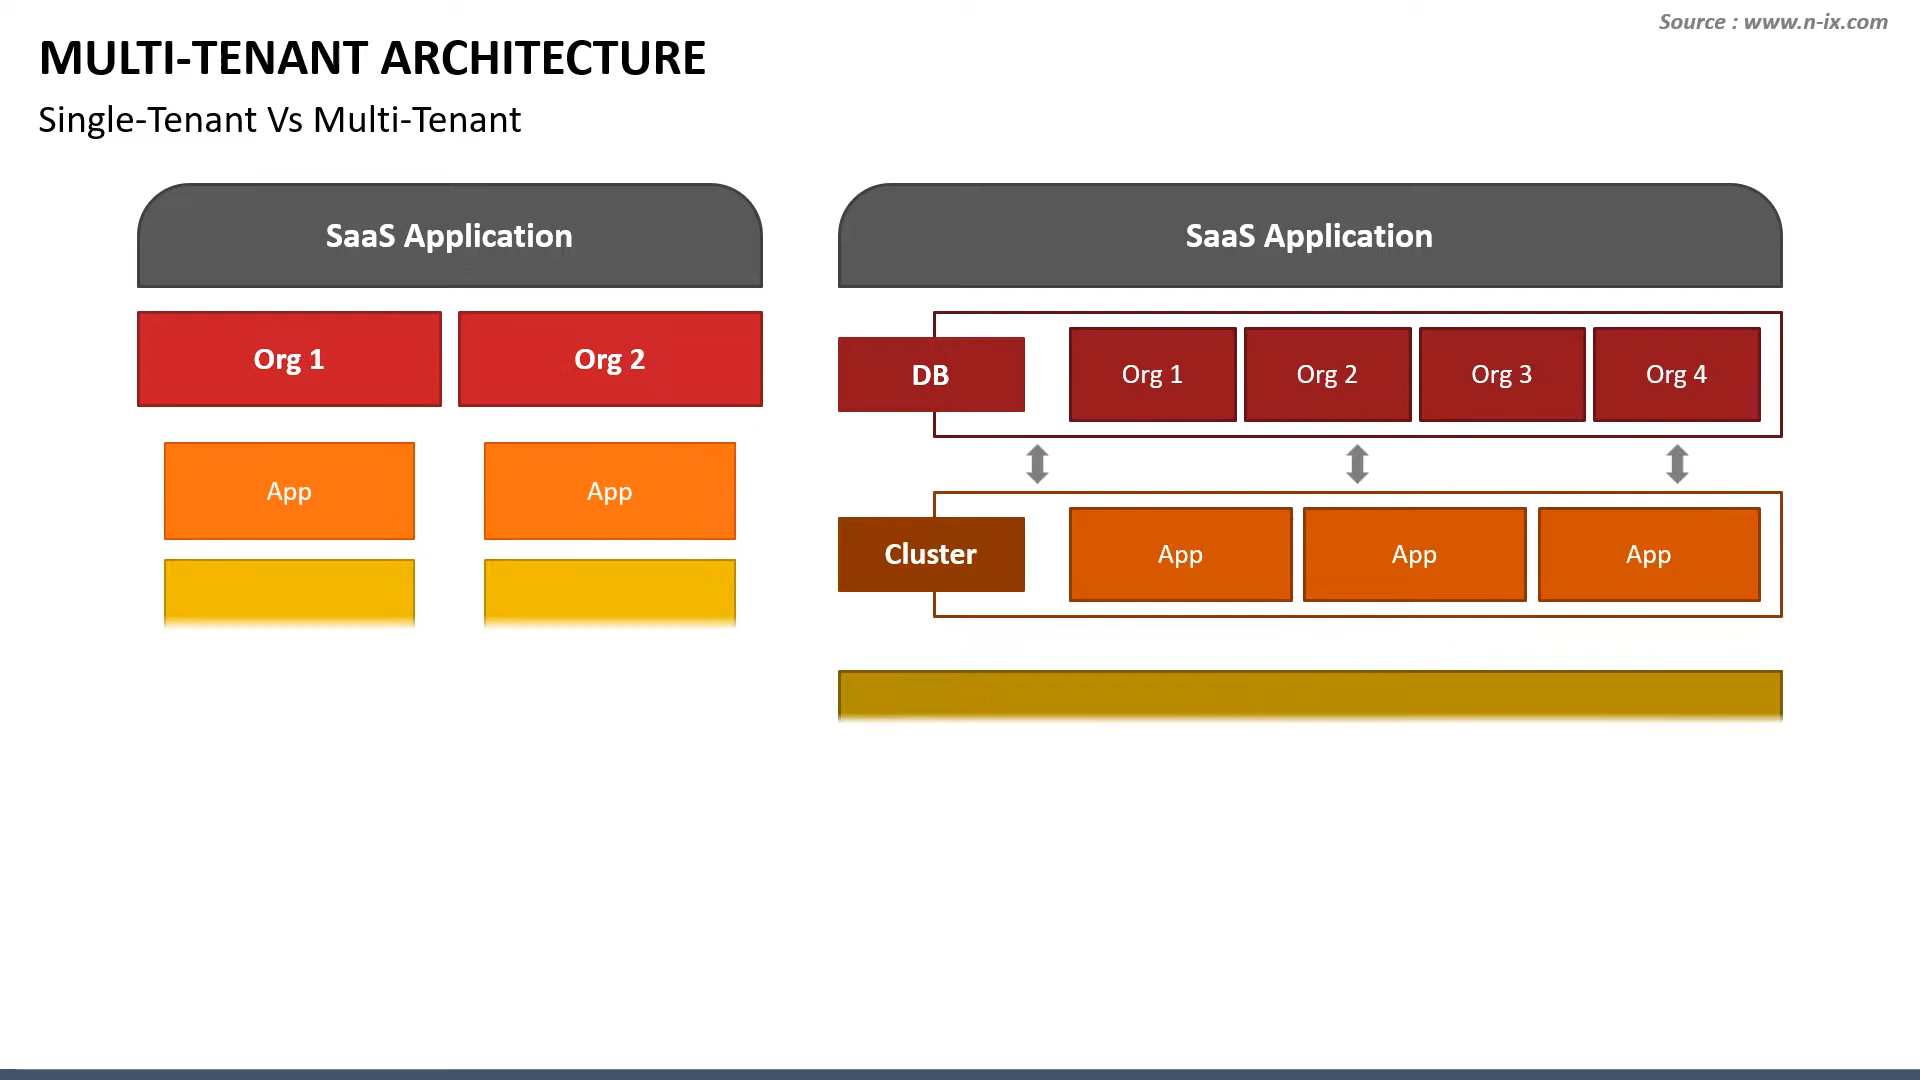 Source : www.n-ix.com
MULTI-TENANT ARCHITECTURE
Single-Tenant Vs Multi-Tenant
SaaS Application
Org 1 Org 2
App App
SaaS Application
DB Org 1 Org 2 Org 3 Org 4
Cluster App App App